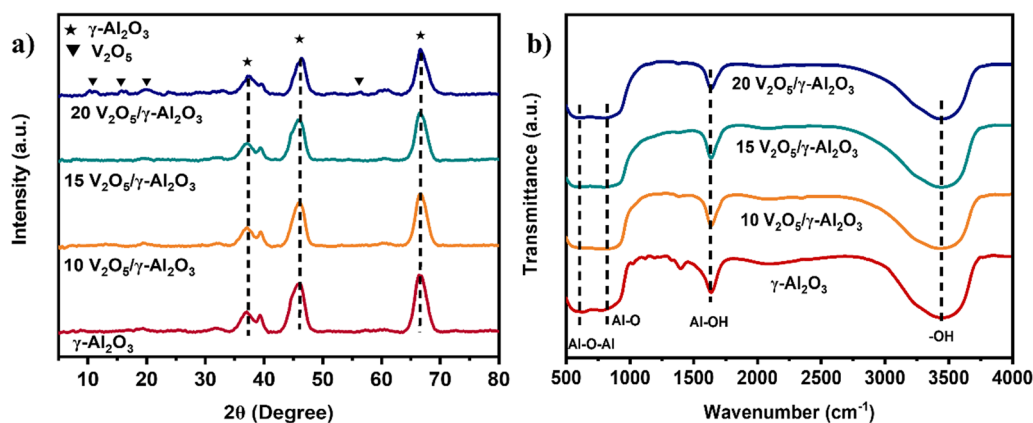 a)
★ γ-Al₂O₃
▼ V₂O₅
20 V₂O₅/γ-Al₂O₃
15 V₂O₅/γ-Al₂O₃
10 V₂O₅/γ-Al₂O₃
γ-Al₂O₃
Intensity (a.u.)
10 20 30 40 50 60 70 80
2θ (Degree)
b)
20 V₂O₅/γ-Al₂O₃
15 V₂O₅/γ-Al₂O₃
10 V₂O₅/γ-Al₂O₃
γ-Al₂O₃
Al-O
Al-OH
-OH
Al-O-Al
Transmittance (a.u.)
500 1000 1500 2000 2500 3000 3500 4000
Wavenumber (cm⁻¹)